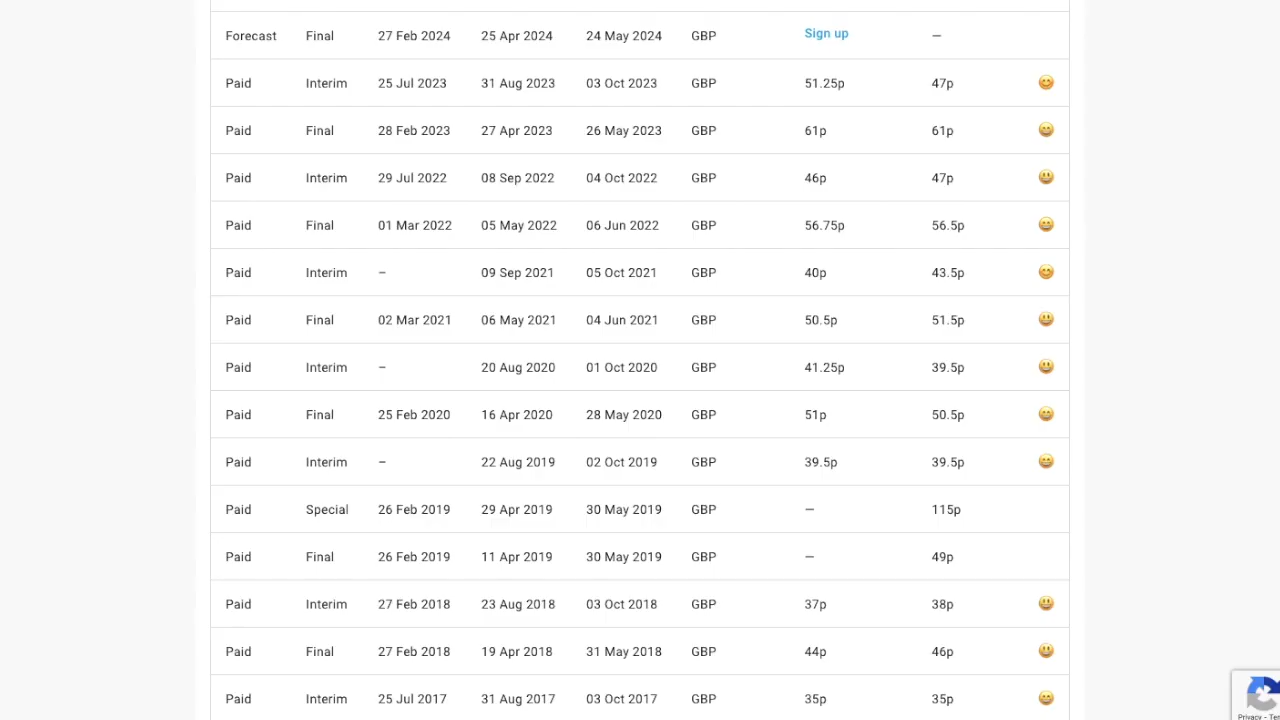 Forecast Final 27 Feb 2024 25 Apr 2024 24 May 2024 GBP Sign up —
Paid Interim 25 Jul 2023 31 Aug 2023 03 Oct 2023 GBP 51.25p 47p
Paid Final 28 Feb 2023 27 Apr 2023 26 May 2023 GBP 61p 61p
Paid Interim 29 Jul 2022 08 Sep 2022 04 Oct 2022 GBP 46p 47p
Paid Final 01 Mar 2022 05 May 2022 06 Jun 2022 GBP 56.75p 56.5p
Paid Interim – 09 Sep 2021 05 Oct 2021 GBP 40p 43.5p
Paid Final 02 Mar 2021 06 May 2021 04 Jun 2021 GBP 50.5p 51.5p
Paid Interim – 20 Aug 2020 01 Oct 2020 GBP 41.25p 39.5p
Paid Final 25 Feb 2020 16 Apr 2020 28 May 2020 GBP 51p 50.5p
Paid Interim – 22 Aug 2019 02 Oct 2019 GBP 39.5p 39.5p
Paid Special 26 Feb 2019 29 Apr 2019 30 May 2019 GBP — 115p
Paid Final 26 Feb 2019 11 Apr 2019 30 May 2019 GBP — 49p
Paid Interim 27 Feb 2018 23 Aug 2018 03 Oct 2018 GBP 37p 38p
Paid Final 27 Feb 2018 19 Apr 2018 31 May 2018 GBP 44p 46p
Paid Interim 25 Jul 2017 31 Aug 2017 03 Oct 2017 GBP 35p 35p
Privacy -